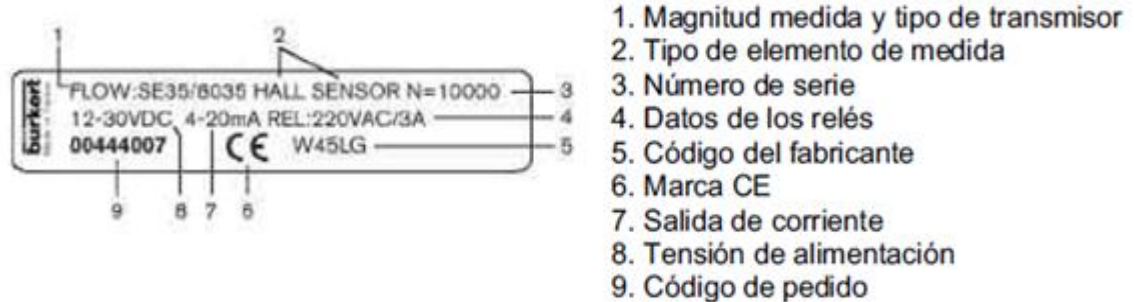 1
2
burkert
FLOW:SE35/8035 HALL SENSOR N=10000
3
12-30VDC 4-20mA REL:220VAC/3A
4
00444007 CE W45LG
5
9 8 7 6
1. Magnitud medida y tipo de transmisor
2. Tipo de elemento de medida
3. Número de serie
4. Datos de los relés
5. Código del fabricante
6. Marca CE
7. Salida de corriente
8. Tensión de alimentación
9. Código de pedido